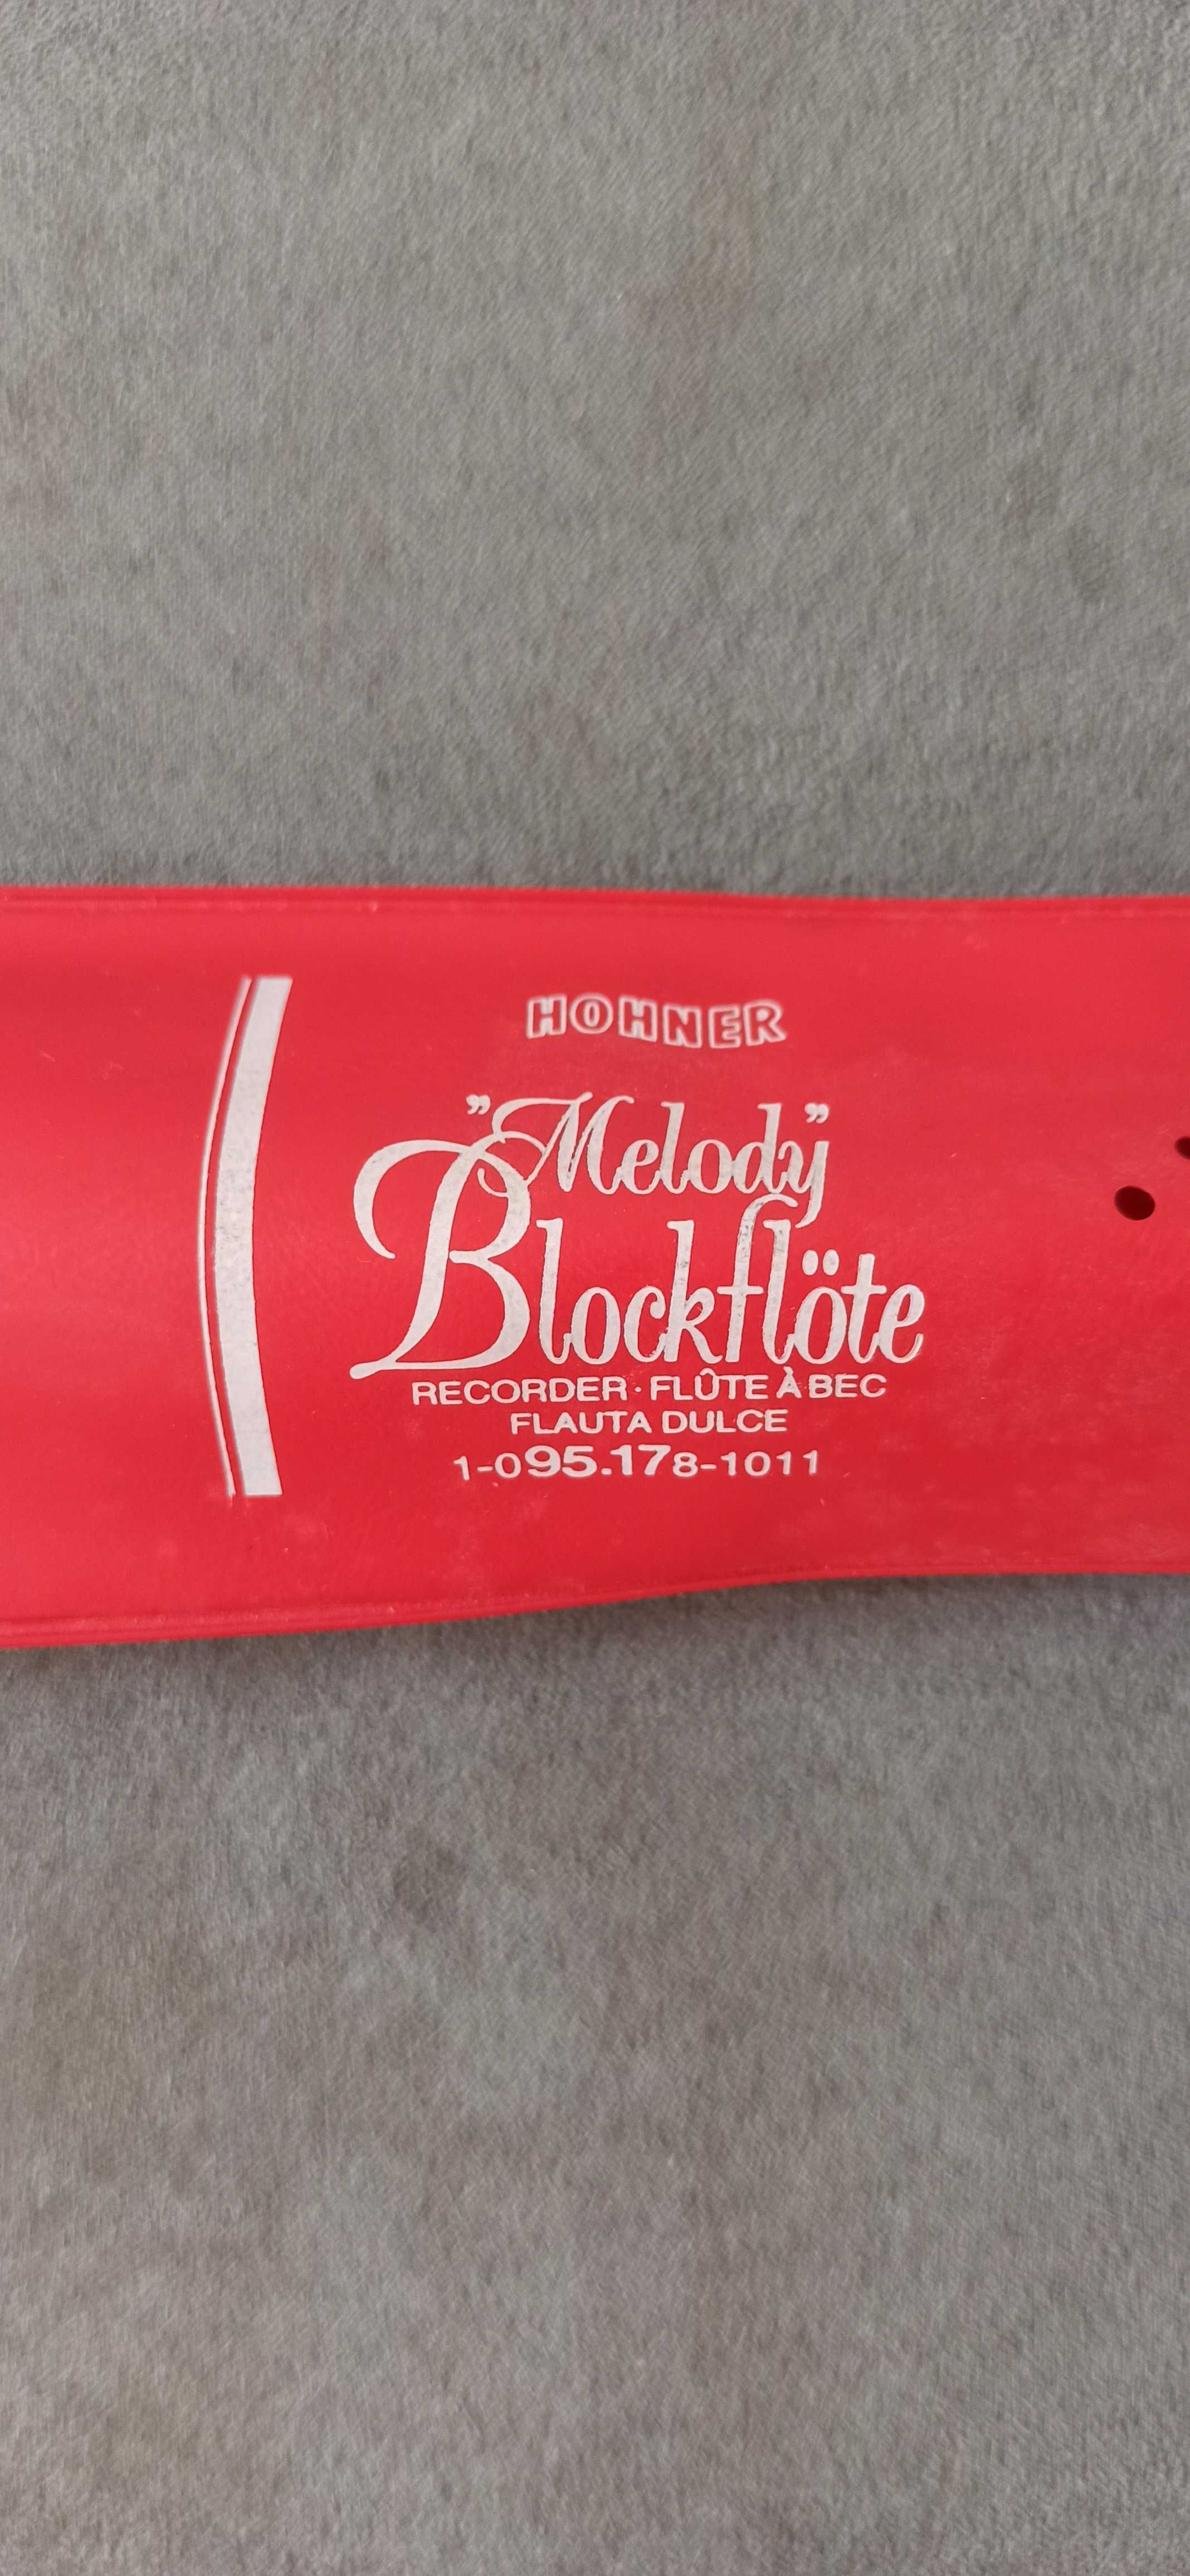 HOHNER
"Melody"
Blockflöte
RECORDER · FLÛTE À BEC
FLAUTA DULCE
1-095.178-1011